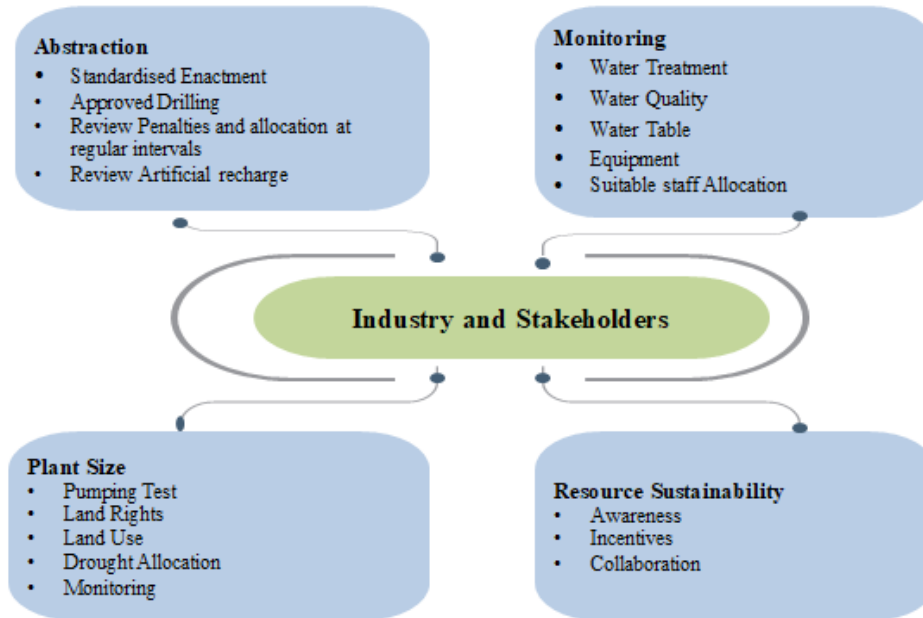 Abstraction
• Standardised Enactment
• Approved Drilling
• Review Penalties and allocation at
regular intervals
• Review Artificial recharge
Monitoring
• Water Treatment
• Water Quality
• Water Table
• Equipment
• Suitable staff Allocation
Industry and Stakeholders
Plant Size
• Pumping Test
• Land Rights
• Land Use
• Drought Allocation
• Monitoring
Resource Sustainability
• Awareness
• Incentives
• Collaboration